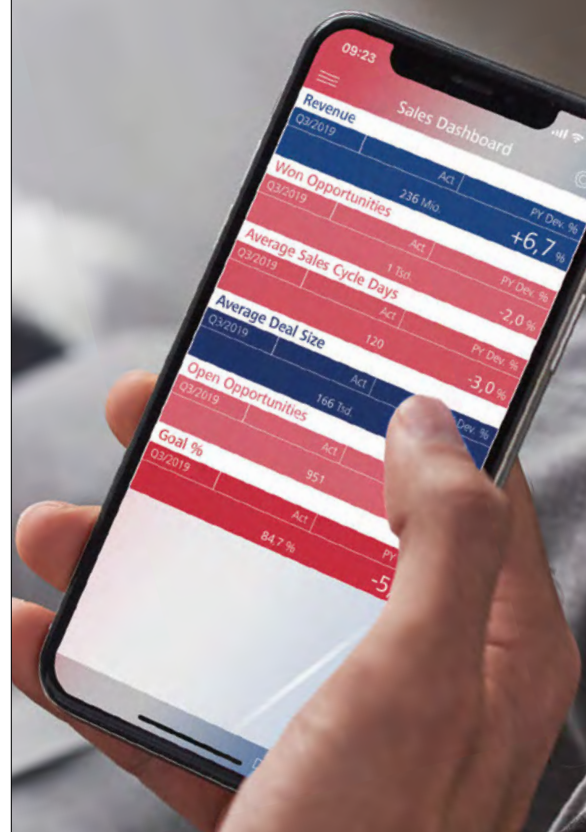 09:23
Sales Dashboard
Revenue
Q3/2019 Act PY Dev. %
236 Mio. +6,7 %
Won Opportunities
Q3/2019 Act PY Dev. %
1 Tsd. -2,0 %
Average Sales Cycle Days
Q3/2019 Act PY Dev. %
120 -3,0 %
Average Deal Size
Q3/2019 Act Dev. %
166 Tsd.
Open Opportunities
Q3/2019 Act
951
Goal %
Q3/2019 Act PY
84.7 % -5,